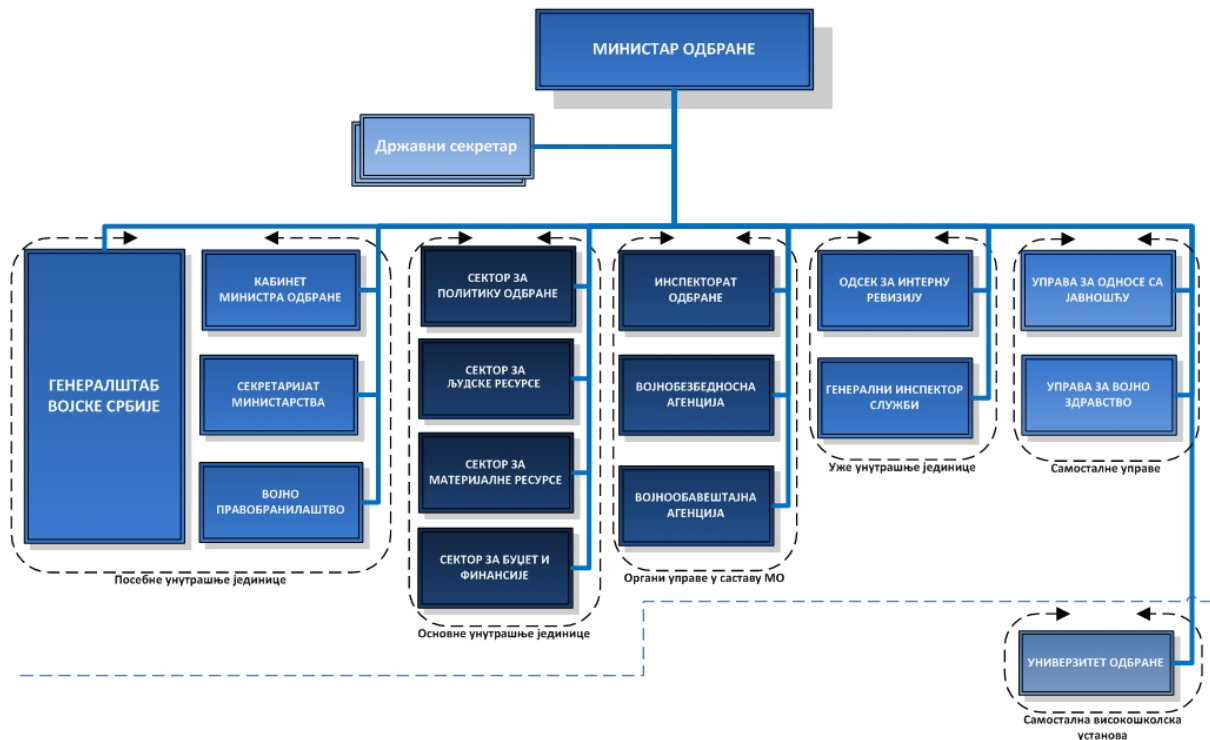 МИНИСТАР ОДБРАНЕ
Државни секретар
ГЕНЕРАЛШТАБ
ВОЈСКЕ СРБИЈЕ
КАБИНЕТ
МИНИСТРА ОДБРАНЕ
СЕКРЕТАРИЈАТ
МИНИСТАРСТВА
ВОЈНО
ПРАВОБРАНИЛАШТВО
Посебне унутрашње јединице
СЕКТОР ЗА
ПОЛИТИКУ ОДБРАНЕ
СЕКТОР ЗА
ЉУДСКЕ РЕСУРСЕ
СЕКТОР ЗА
МАТЕРИЈАЛНЕ РЕСУРСЕ
СЕКТОР ЗА БУЏЕТ И
ФИНАНСИЈЕ
Основне унутрашње јединице
ИНСПЕКТОРАТ
ОДБРАНЕ
ВОЈНОБЕЗБЕДНОСНА
АГЕНЦИЈА
ВОЈНООБАВЕШТАЈНА
АГЕНЦИЈА
Органи управе у саставу МО
ОДСЕК ЗА ИНТЕРНУ
РЕВИЗИЈУ
ГЕНЕРАЛНИ ИНСПЕКТОР
СЛУЖБИ
Уже унутрашње јединице
УПРАВА ЗА ОДНОСЕ СА
ЈАВНОШЋУ
УПРАВА ЗА ВОЈНО
ЗДРАВСТВО
Самосталне управе
УНИВЕРЗИТЕТ ОДБРАНЕ
Самостална високошколска
установа